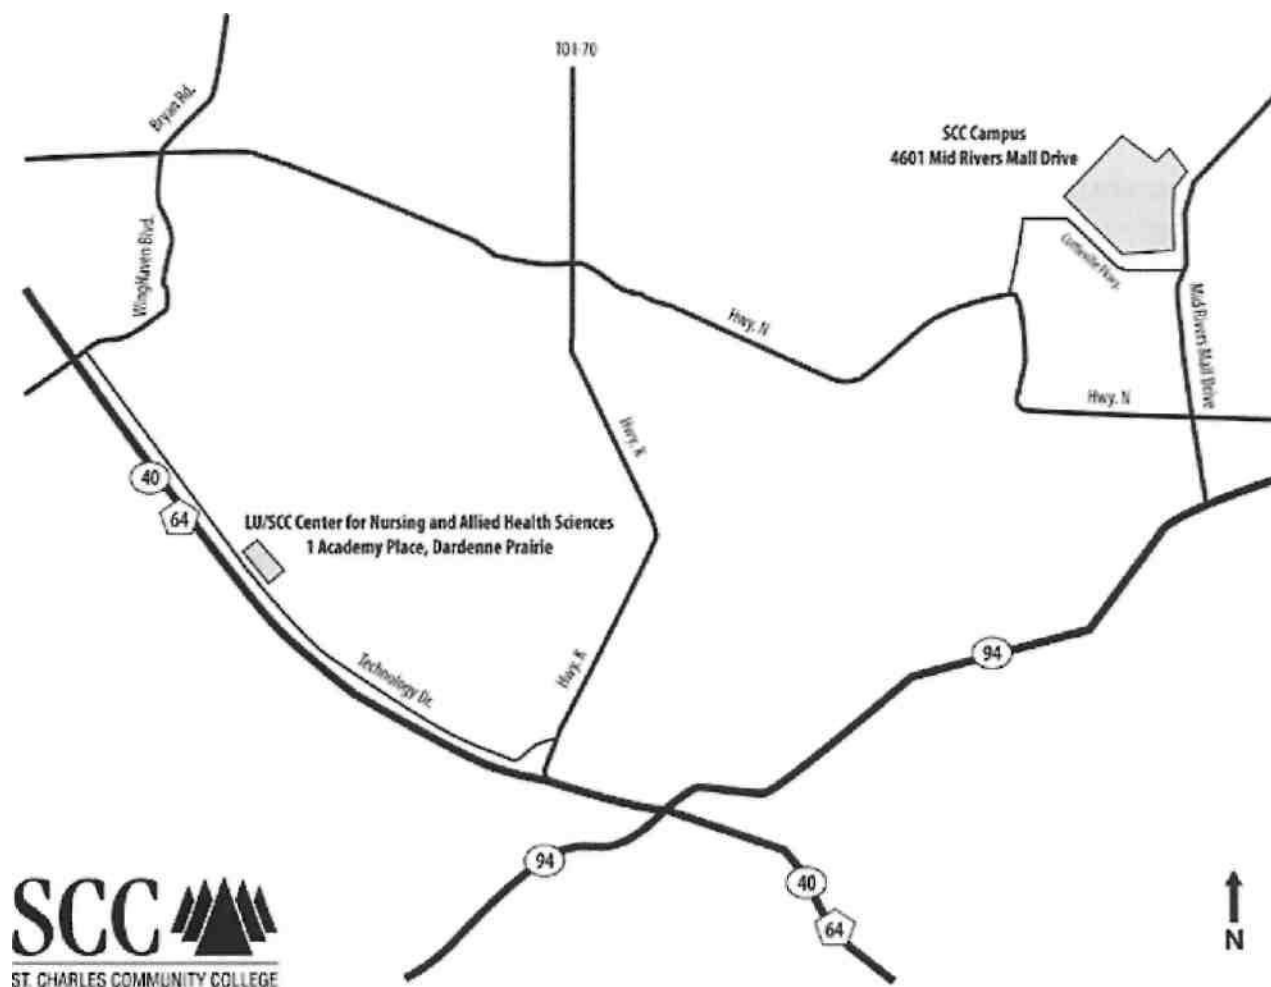 TO I-70
Bryan Rd.
SCC Campus
4601 Mid Rivers Mall Drive
WingHaven Blvd.
Cottleville Pkwy.
Mid Rivers Mall Drive
Hwy. N
Hwy. N
Hwy. K
40
64
LU/SCC Center for Nursing and Allied Health Sciences
1 Academy Place, Dardenne Prairie
Hwy. K
Technology Dr.
94
94
40
64
N
SCC
ST. CHARLES COMMUNITY COLLEGE